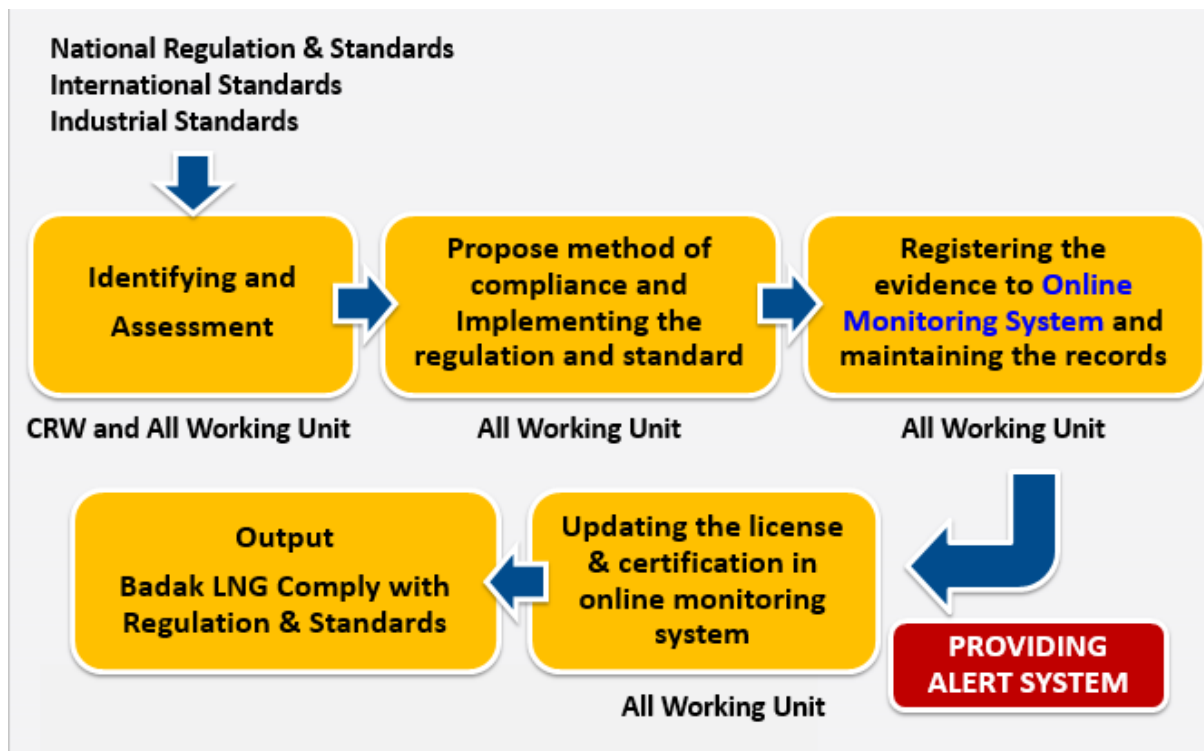 National Regulation & Standards
International Standards
Industrial Standards
Identifying and
Assessment
CRW and All Working Unit
Propose method of
compliance and
Implementing the
regulation and standard
All Working Unit
Registering the
evidence to Online
Monitoring System and
maintaining the records
All Working Unit
PROVIDING
ALERT SYSTEM
Updating the license
& certification in
online monitoring
system
All Working Unit
Output
Badak LNG Comply with
Regulation & Standards